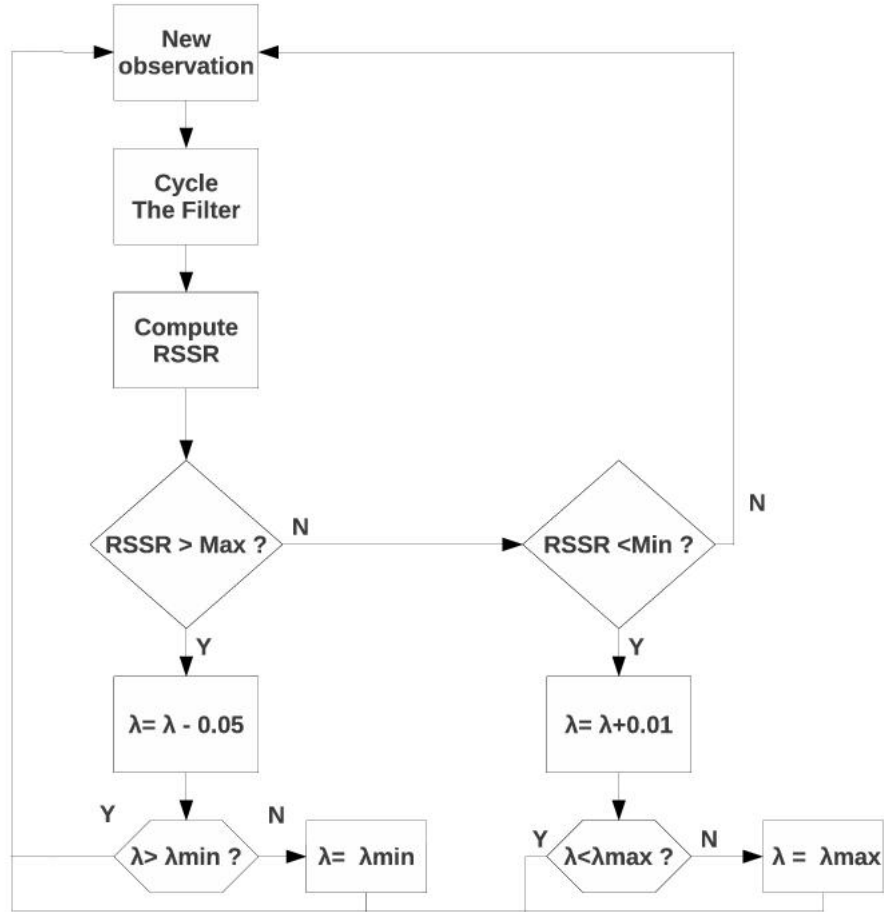 New
observation
Cycle
The Filter
Compute
RSSR
RSSR > Max ?
N
RSSR <Min ?
N
Y
Y
λ= λ - 0.05
λ= λ+0.01
Y
λ> λmin ?
N
λ= λmin
Y
λ<λmax ?
N
λ = λmax